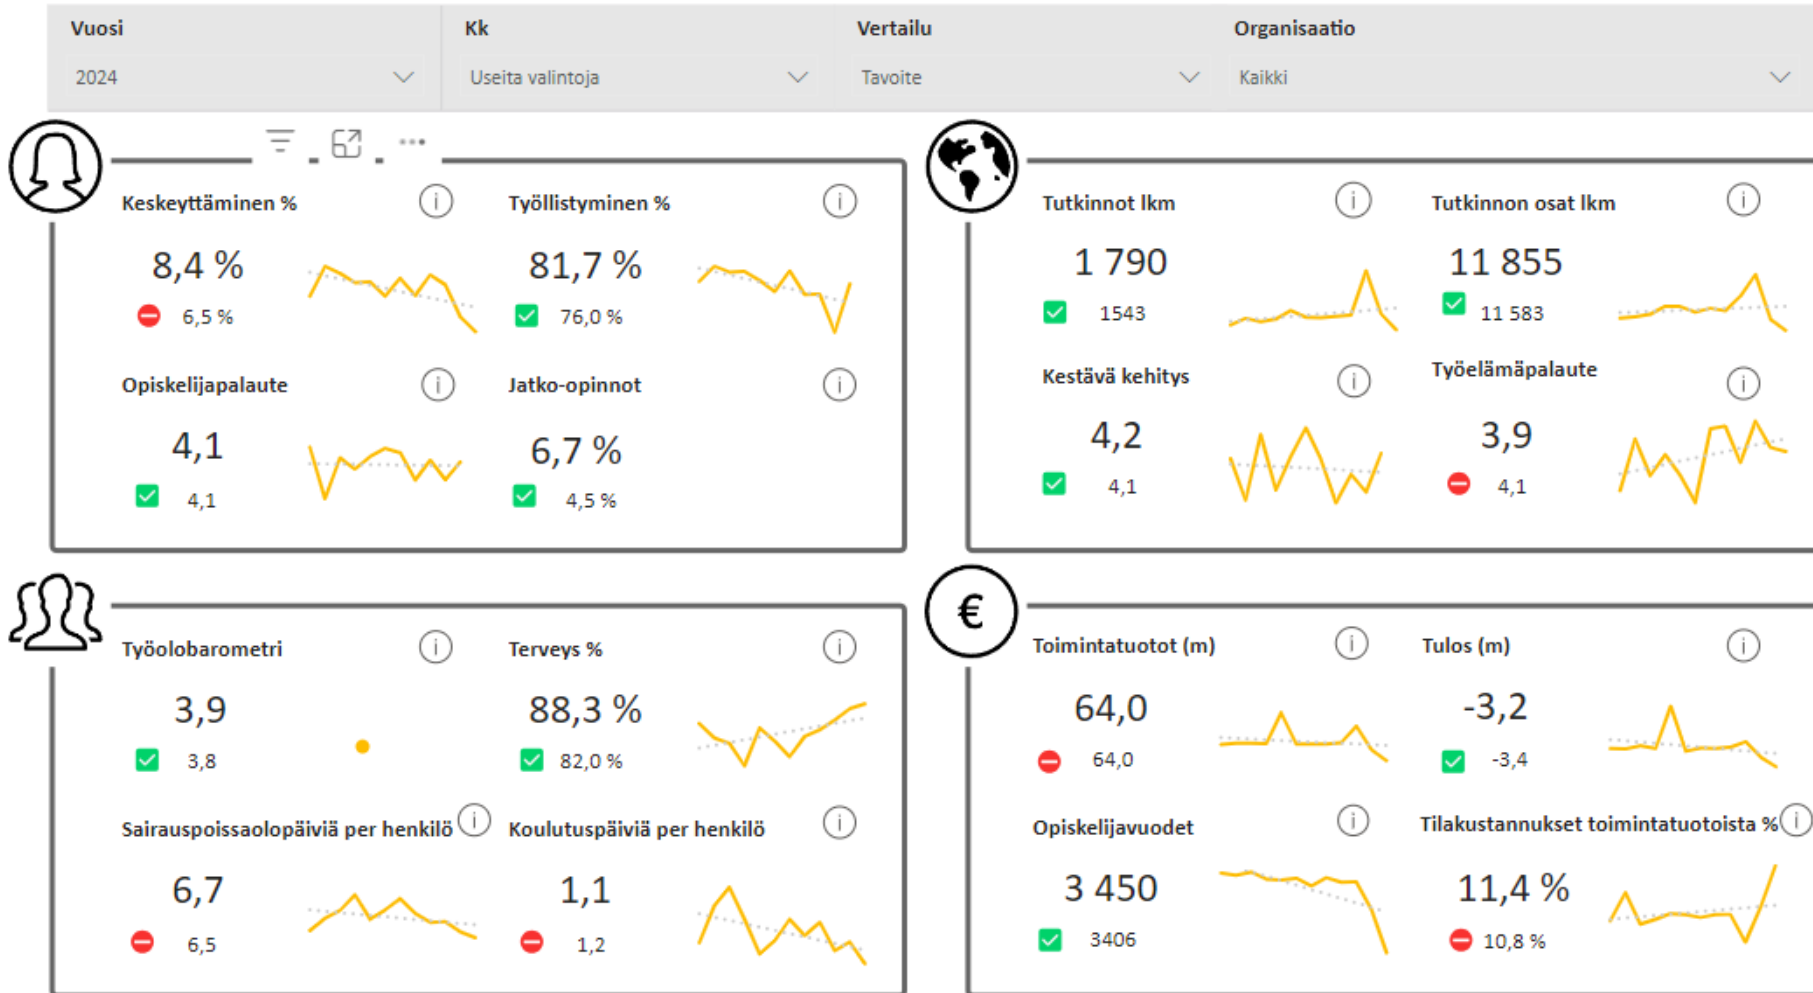 Vuosi
2024
Kk
Useita valintoja
Vertailu
Tavoite
Organisaatio
Kaikki
Keskeyttäminen %
8,4 %
6,5 %
Työllistyminen %
81,7 %
76,0 %
Opiskelijapalaute
4,1
4,1
Jatko-opinnot
6,7 %
4,5 %
Tutkinnot lkm
1 790
1543
Tutkinnon osat lkm
11 855
11 583
Kestävä kehitys
4,2
4,1
Työelämäpalaute
3,9
4,1
Työolobarometri
3,9
3,8
Terveys %
88,3 %
82,0 %
Sairauspoissaolopäiviä per henkilö
6,7
6,5
Koulutuspäiviä per henkilö
1,1
1,2
€
Toimintatuotot (m)
64,0
64,0
Tulos (m)
-3,2
-3,4
Opiskelijavuodet
3 450
3406
Tilakustannukset toimintatuotoista %
11,4 %
10,8 %